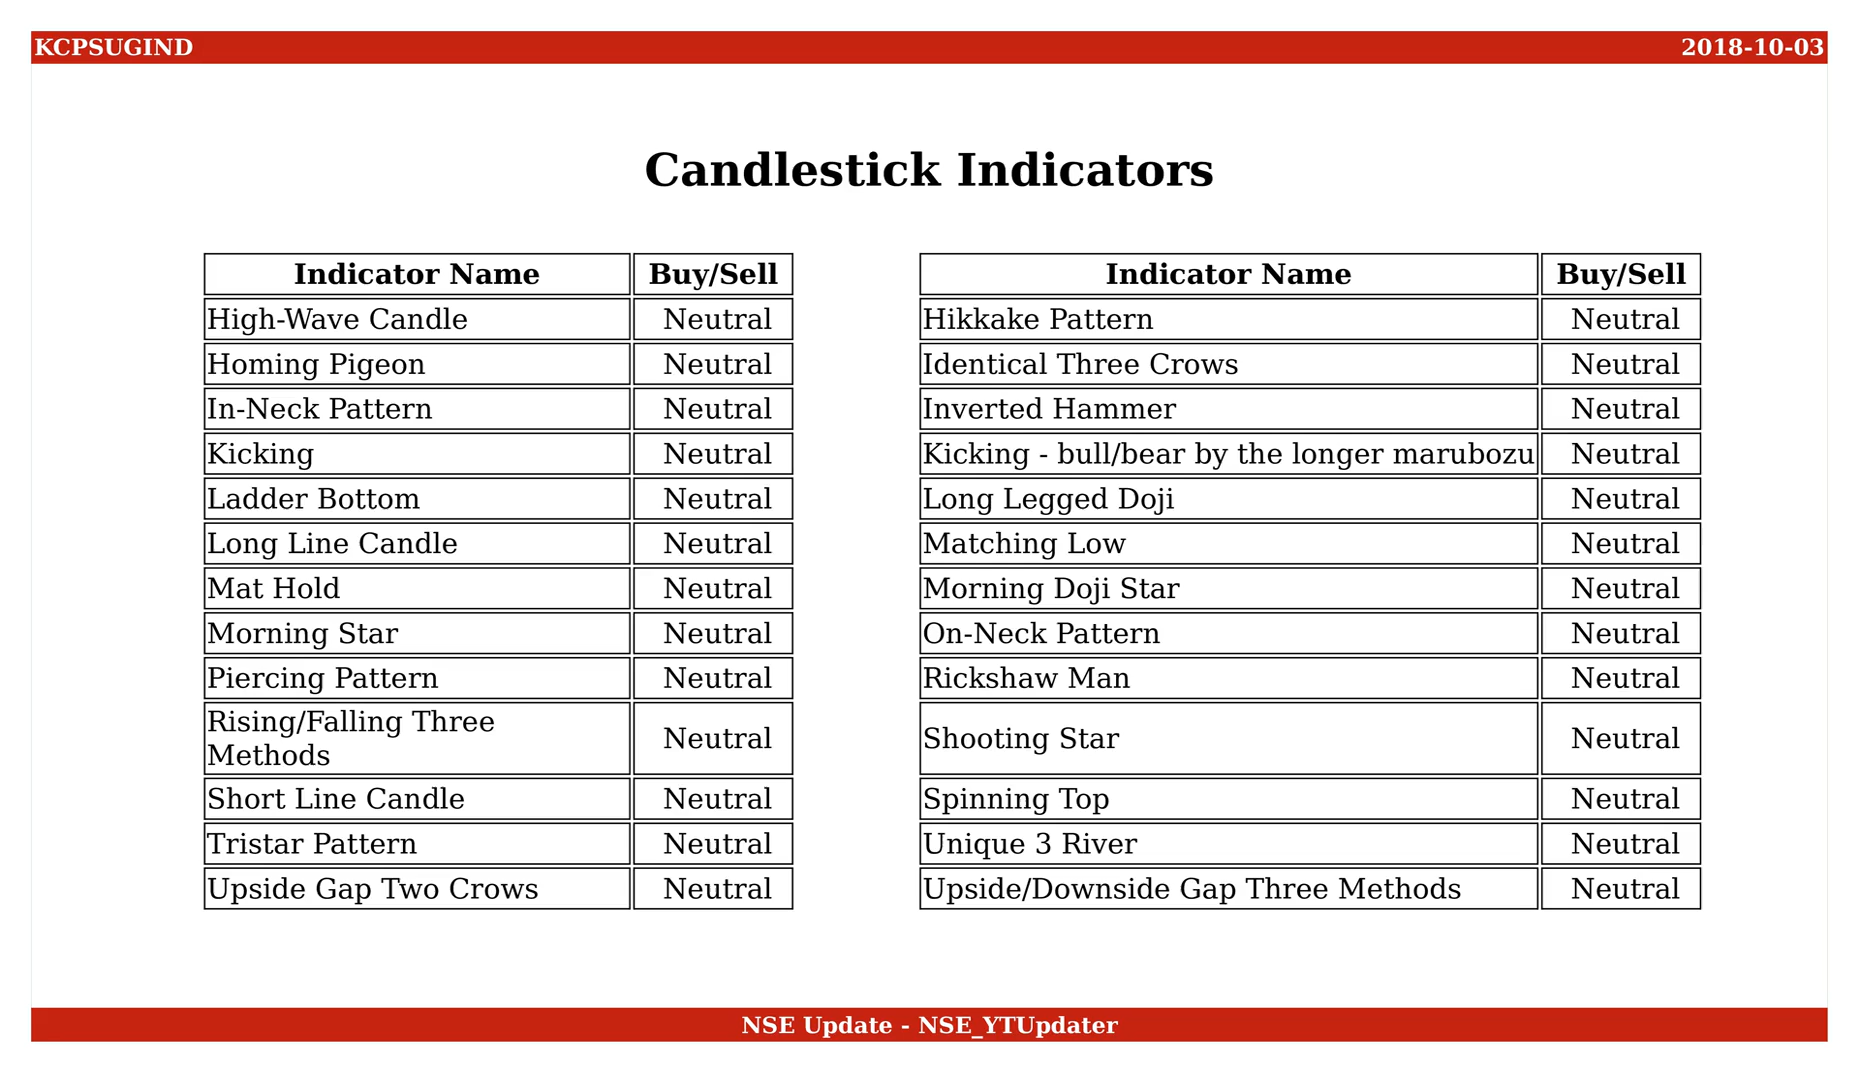 KCPSUGIND 2018-10-03
Candlestick Indicators
Indicator Name Buy/Sell Indicator Name Buy/Sell
High-Wave Candle Neutral Hikkake Pattern Neutral
Homing Pigeon Neutral Identical Three Crows Neutral
In-Neck Pattern Neutral Inverted Hammer Neutral
Kicking Neutral Kicking - bull/bear by the longer marubozu Neutral
Ladder Bottom Neutral Long Legged Doji Neutral
Long Line Candle Neutral Matching Low Neutral
Mat Hold Neutral Morning Doji Star Neutral
Morning Star Neutral On-Neck Pattern Neutral
Piercing Pattern Neutral Rickshaw Man Neutral
Rising/Falling Three
Methods Neutral Shooting Star Neutral
Short Line Candle Neutral Spinning Top Neutral
Tristar Pattern Neutral Unique 3 River Neutral
Upside Gap Two Crows Neutral Upside/Downside Gap Three Methods Neutral
NSE Update - NSE_YTUpdater